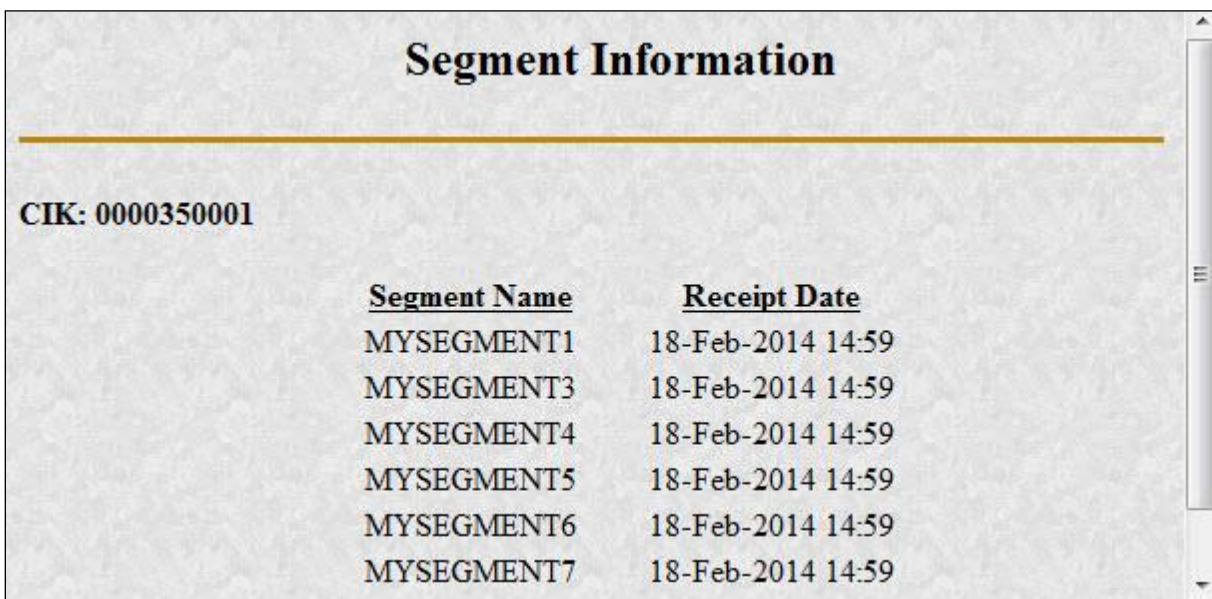 Segment Information
CIK: 0000350001
Segment Name Receipt Date
MYSEGMENT1 18-Feb-2014 14:59
MYSEGMENT3 18-Feb-2014 14:59
MYSEGMENT4 18-Feb-2014 14:59
MYSEGMENT5 18-Feb-2014 14:59
MYSEGMENT6 18-Feb-2014 14:59
MYSEGMENT7 18-Feb-2014 14:59